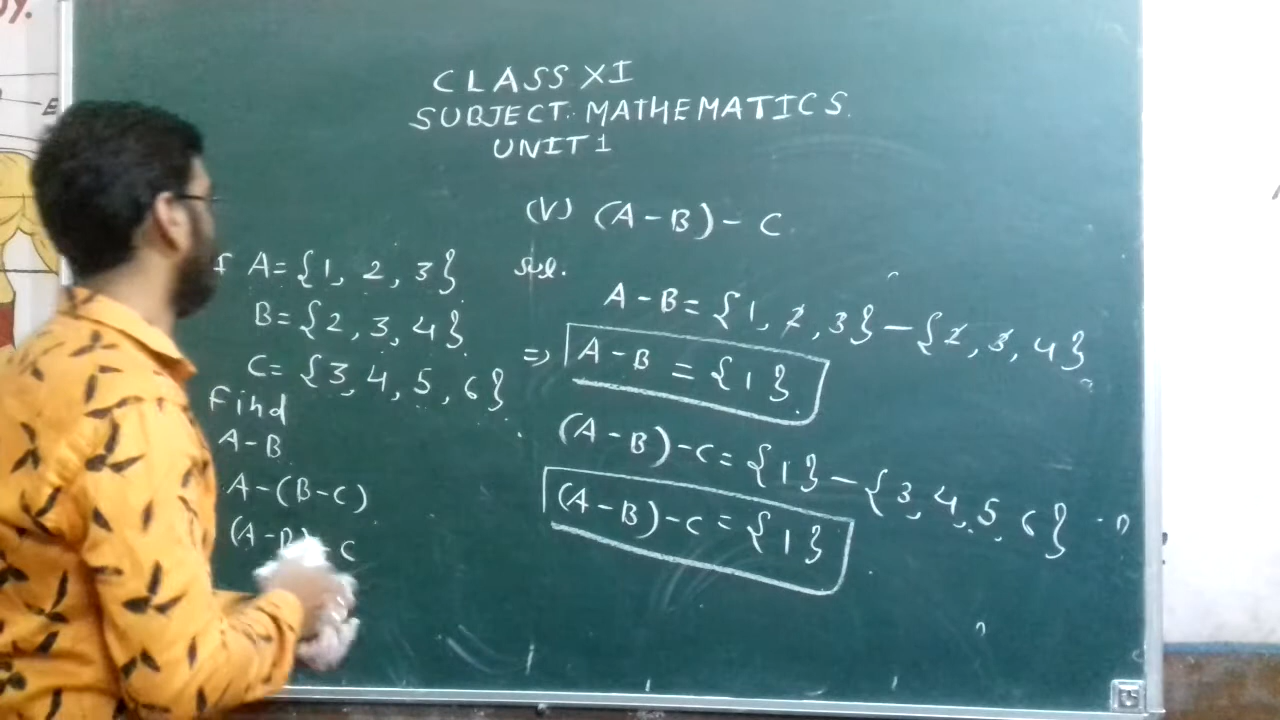 CLASS XI
SUBJECT: MATHEMATICS.
UNIT 1
(V) (A-B)-C
If A={1, 2, 3}
B={2, 3, 4}
C={3, 4, 5, 6}
Find
A-B
A-(B-C)
(A-B)-C
sol.
A-B={1, 2, 3}-{2, 3, 4}
=> A-B={1}.
(A-B)-C={1}-{3, 4, 5, 6}
(A-B)-C={1}